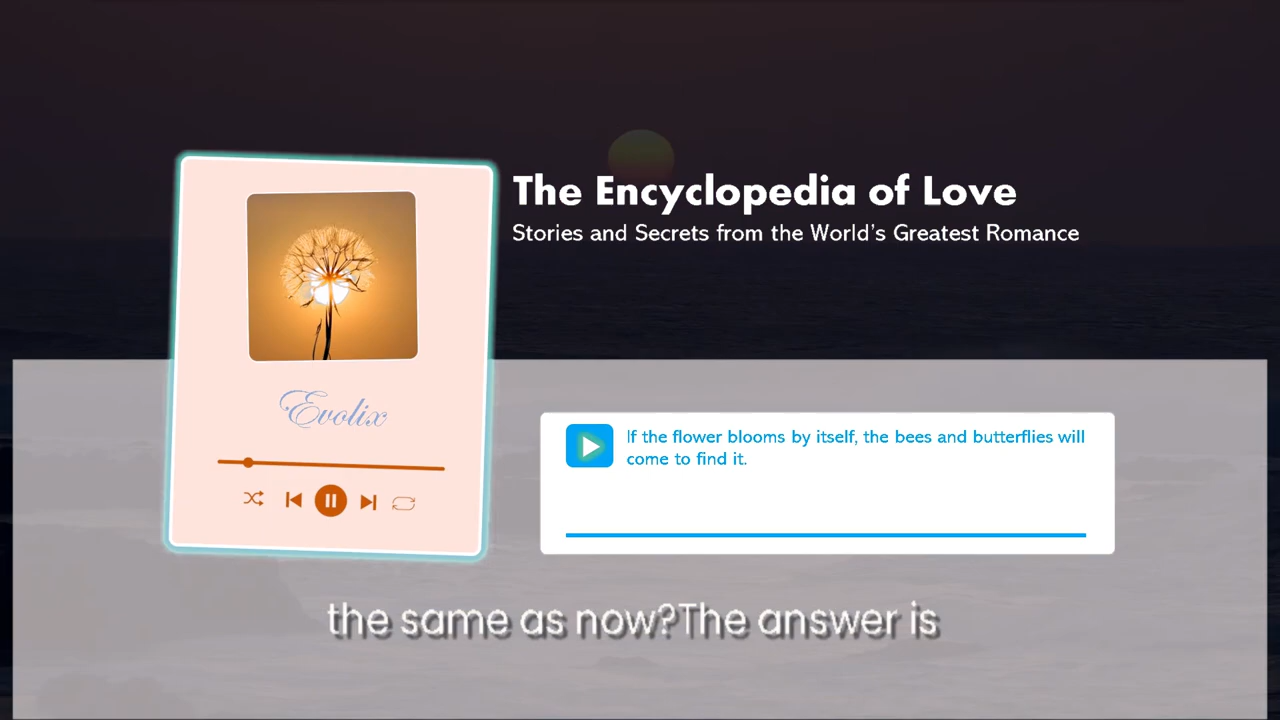 The Encyclopedia of Love
Stories and Secrets from the World's Greatest Romance
Evolix
If the flower blooms by itself, the bees and butterflies will
come to find it.
the same as now?The answer is